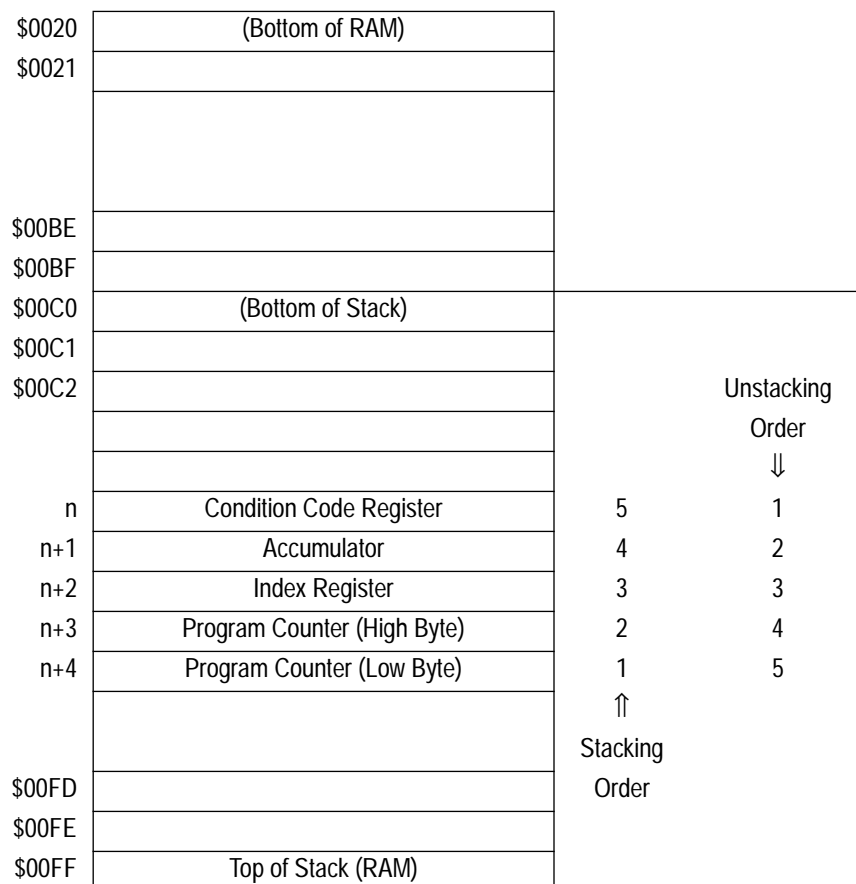 $0020 (Bottom of RAM)
$0021
$00BE
$00BF
$00C0 (Bottom of Stack)
$00C1
$00C2 Unstacking
Order
⇓
n Condition Code Register 5 1
n+1 Accumulator 4 2
n+2 Index Register 3 3
n+3 Program Counter (High Byte) 2 4
n+4 Program Counter (Low Byte) 1 5
⇑
Stacking
$00FD Order
$00FE
$00FF Top of Stack (RAM)